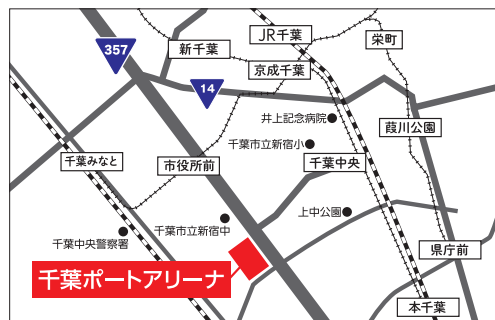 JR千葉
栄町
新千葉
357
京成千葉
14
井上記念病院
葭川公園
千葉市立新宿小
千葉みなと
市役所前
千葉中央
千葉市立新宿中
上中公園
千葉中央警察署
県庁前
千葉ポートアリーナ
本千葉